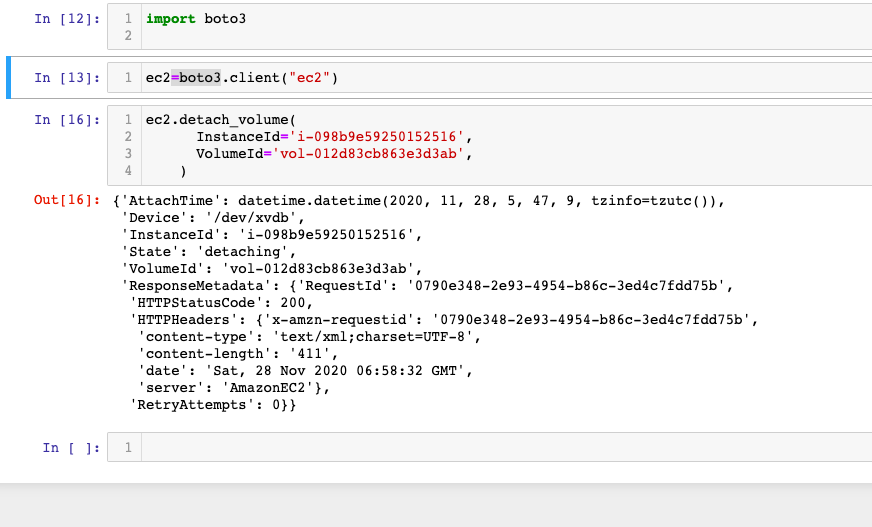 In [12]: 1 import boto3
2
In [13]: 1 ec2=boto3.client("ec2")
In [16]: 1 ec2.detach_volume(
2 InstanceId='i-098b9e59250152516',
3 VolumeId='vol-012d83cb863e3d3ab',
4 )
Out[16]: {'AttachTime': datetime.datetime(2020, 11, 28, 5, 47, 9, tzinfo=tzutc()),
'Device': '/dev/xvdb',
'InstanceId': 'i-098b9e59250152516',
'State': 'detaching',
'VolumeId': 'vol-012d83cb863e3d3ab',
'ResponseMetadata': {'RequestId': '0790e348-2e93-4954-b86c-3ed4c7fdd75b',
'HTTPStatusCode': 200,
'HTTPHeaders': {'x-amzn-requestid': '0790e348-2e93-4954-b86c-3ed4c7fdd75b',
'content-type': 'text/xml;charset=UTF-8',
'content-length': '411',
'date': 'Sat, 28 Nov 2020 06:58:32 GMT',
'server': 'AmazonEC2'},
'RetryAttempts': 0}}
In [ ]: 1